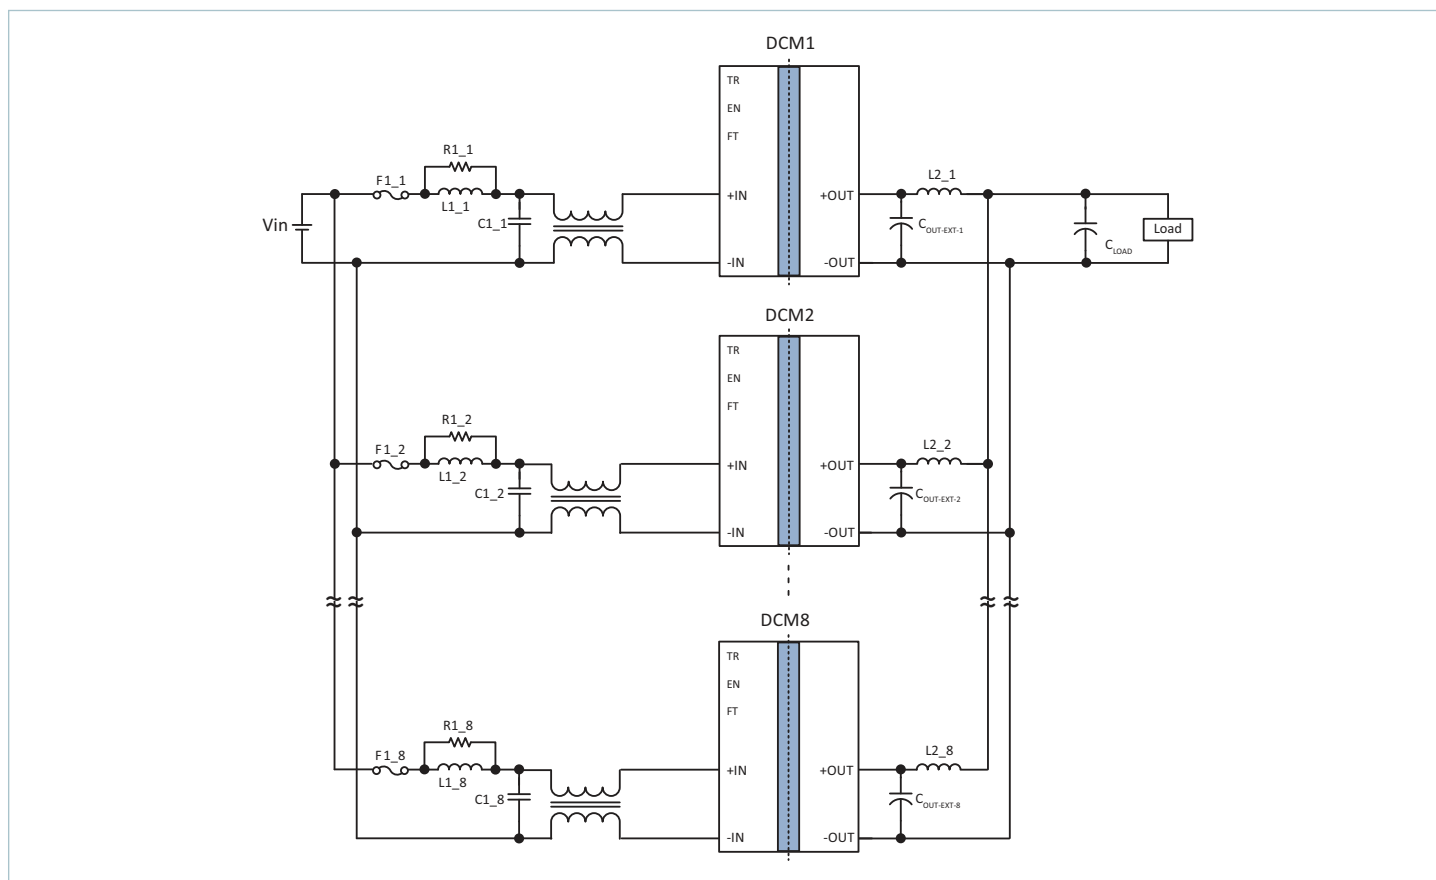 DCM1
TR
EN
FT
R1_1
F1_1
L1_1
L2_1
+IN
+OUT
Vin
C1_1
COUT-EXT-1
Load
CLOAD
-IN
-OUT
DCM2
TR
EN
FT
R1_2
F1_2
L1_2
L2_2
+IN
+OUT
C1_2
COUT-EXT-2
-IN
-OUT
DCM8
TR
EN
FT
R1_8
F1_8
L1_8
L2_8
+IN
+OUT
C1_8
COUT-EXT-8
-IN
-OUT